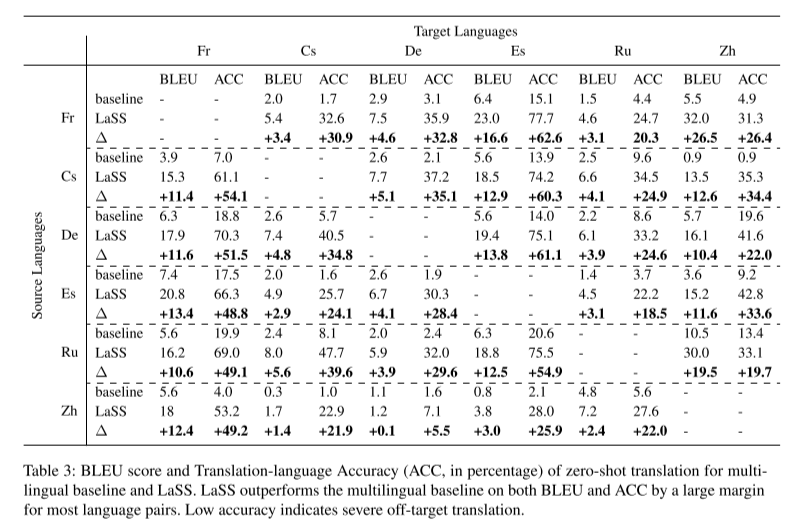 Target Languages
Fr Cs De Es Ru Zh
BLEU ACC BLEU ACC BLEU ACC BLEU ACC BLEU ACC BLEU ACC
Source Languages
baseline - - 2.0 1.7 2.9 3.1 6.4 15.1 1.5 4.4 5.5 4.9
Fr LaSS - - 5.4 32.6 7.5 35.9 23.0 77.7 4.6 24.7 32.0 31.3
Δ - - +3.4 +30.9 +4.6 +32.8 +16.6 +62.6 +3.1 20.3 +26.5 +26.4
baseline 3.9 7.0 - - 2.6 2.1 5.6 13.9 2.5 9.6 0.9 0.9
Cs LaSS 15.3 61.1 - - 7.7 37.2 18.5 74.2 6.6 34.5 13.5 35.3
Δ +11.4 +54.1 - - +5.1 +35.1 +12.9 +60.3 +4.1 +24.9 +12.6 +34.4
baseline 6.3 18.8 2.6 5.7 - - 5.6 14.0 2.2 8.6 5.7 19.6
De LaSS 17.9 70.3 7.4 40.5 - - 19.4 75.1 6.1 33.2 16.1 41.6
Δ +11.6 +51.5 +4.8 +34.8 - - +13.8 +61.1 +3.9 +24.6 +10.4 +22.0
baseline 7.4 17.5 2.0 1.6 2.6 1.9 - - 1.4 3.7 3.6 9.2
Es LaSS 20.8 66.3 4.9 25.7 6.7 30.3 - - 4.5 22.2 15.2 42.8
Δ +13.4 +48.8 +2.9 +24.1 +4.1 +28.4 - - +3.1 +18.5 +11.6 +33.6
baseline 5.6 19.9 2.4 8.1 2.0 2.4 6.3 20.6 - - 10.5 13.4
Ru LaSS 16.2 69.0 8.0 47.7 5.9 32.0 18.8 75.5 - - 30.0 33.1
Δ +10.6 +49.1 +5.6 +39.6 +3.9 +29.6 +12.5 +54.9 - - +19.5 +19.7
baseline 5.6 4.0 0.3 1.0 1.1 1.6 0.8 2.1 4.8 5.6 - -
Zh LaSS 18 53.2 1.7 22.9 1.2 7.1 3.8 28.0 7.2 27.6 - -
Δ +12.4 +49.2 +1.4 +21.9 +0.1 +5.5 +3.0 +25.9 +2.4 +22.0 - -
Table 3: BLEU score and Translation-language Accuracy (ACC, in percentage) of zero-shot translation for multi-
lingual baseline and LaSS. LaSS outperforms the multilingual baseline on both BLEU and ACC by a large margin
for most language pairs. Low accuracy indicates severe off-target translation.